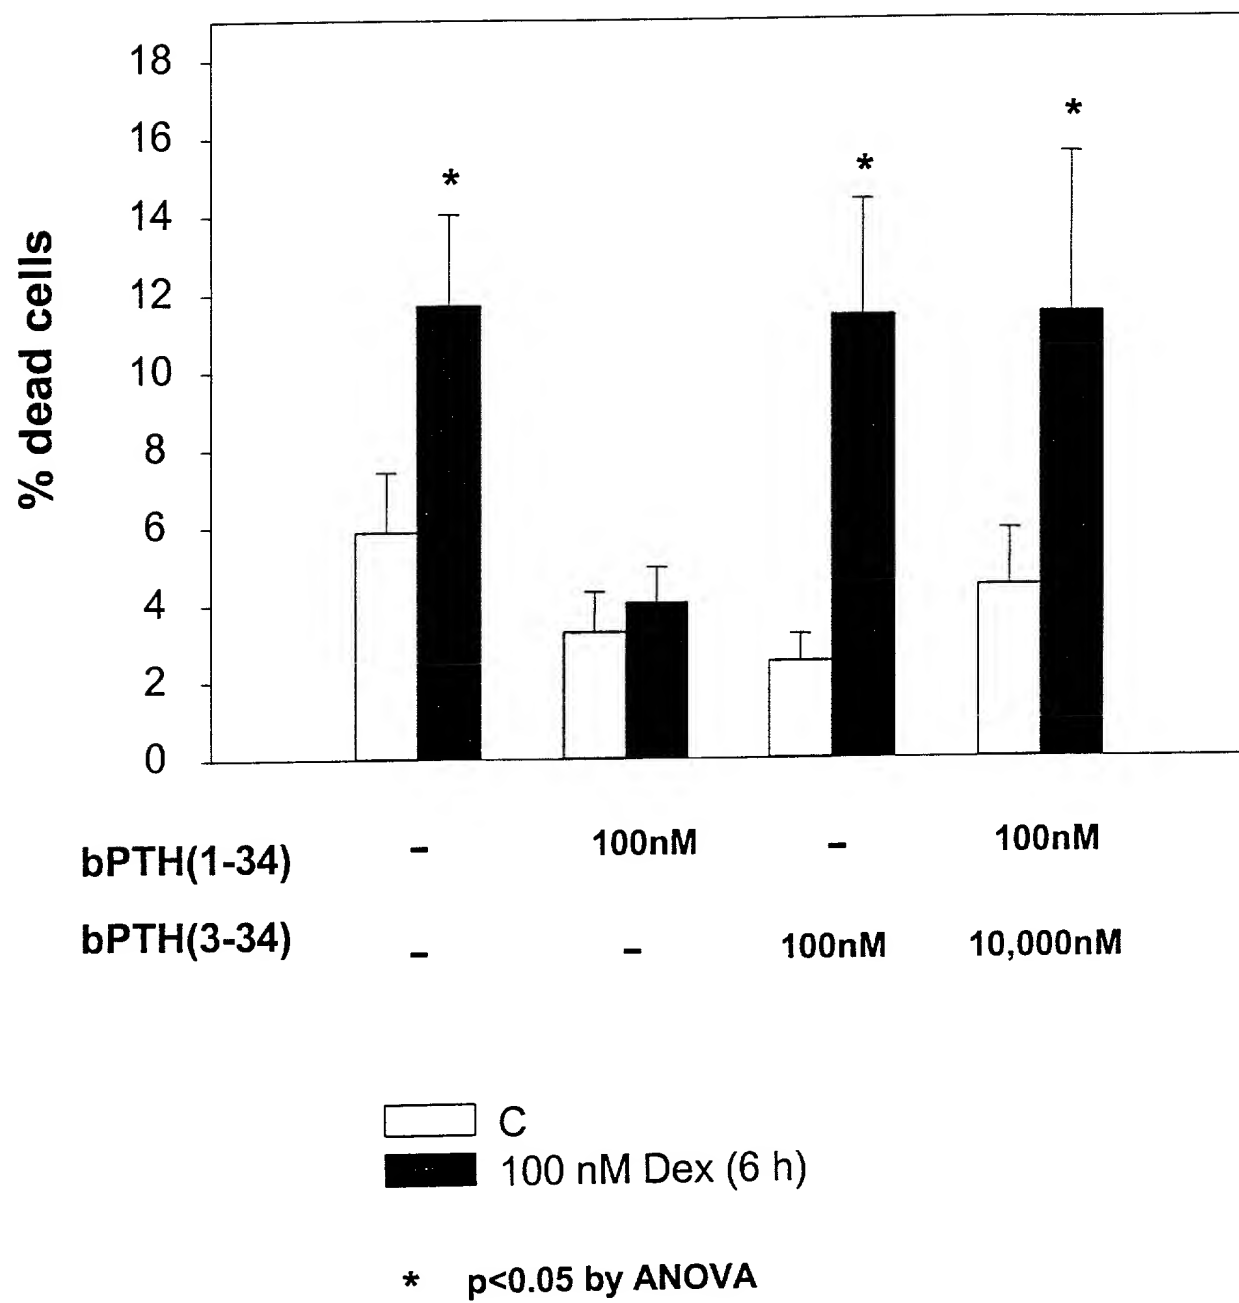 18
16
14
12
10
8
6
4
2
0
% dead cells
*
*
*
bPTH(1-34) – 100nM – 100nM
bPTH(3-34) – – 100nM 10,000nM
C
100 nM Dex (6 h)
* p<0.05 by ANOVA